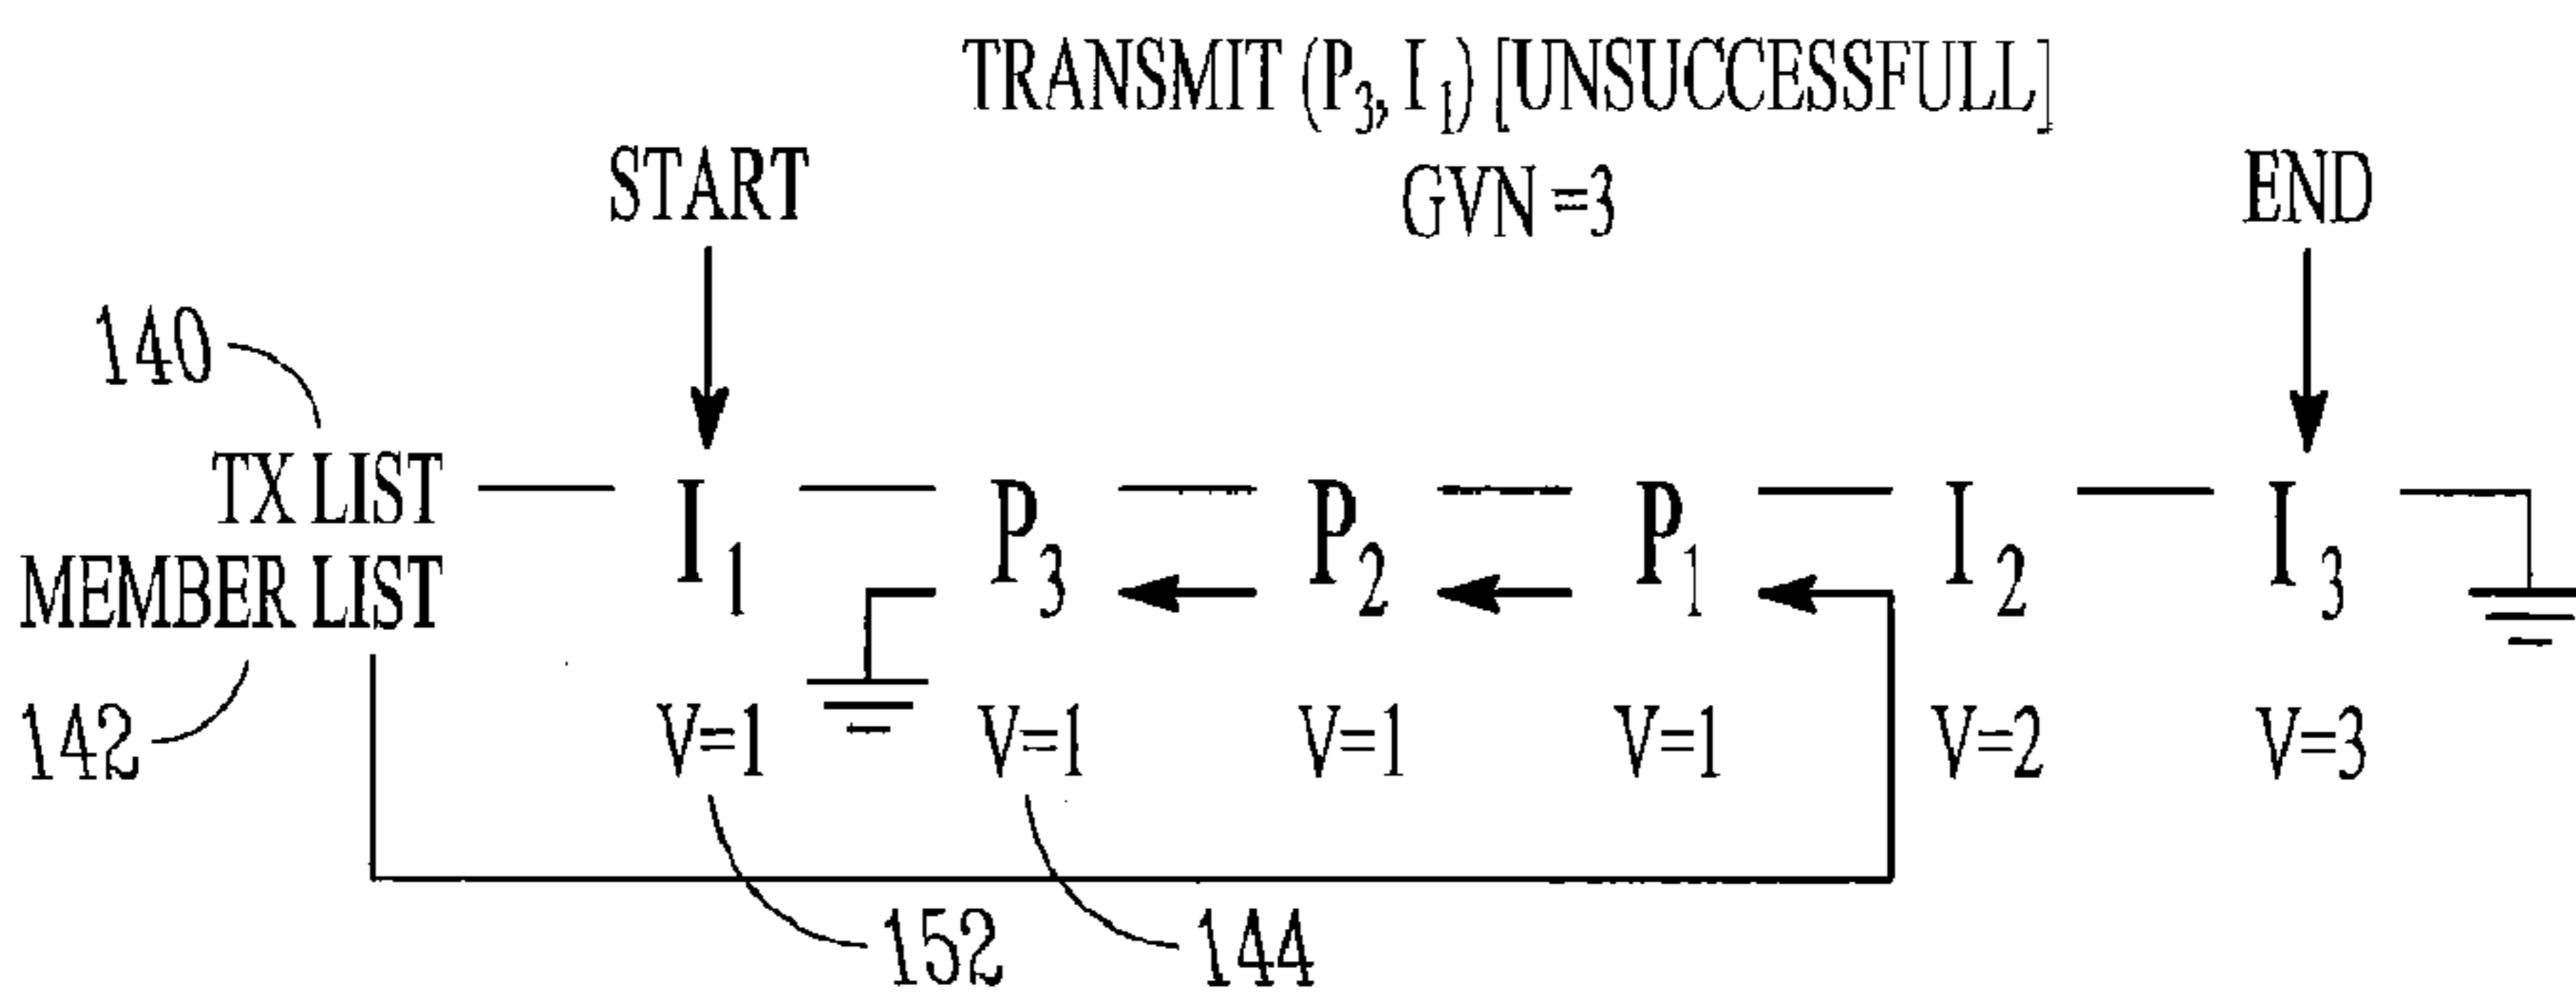 TRANSMIT (P3, I1) [UNSUCCESSFULL]
START
GVN =3
END
140
TX LIST I1 P3 P2 P1 I2 I3
MEMBER LIST
142
V=1 V=1 V=1 V=1 V=2 V=3
152 144